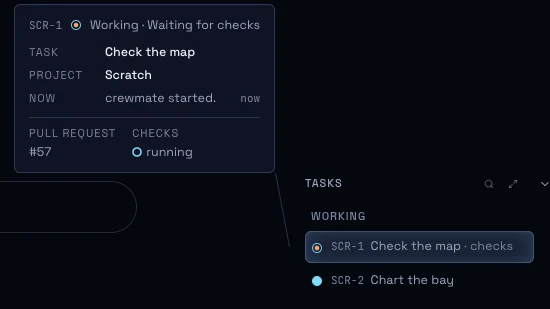 SCR-1 Working · Waiting for checks
TASK Check the map
PROJECT Scratch
NOW crewmate started. now
PULL REQUEST CHECKS
#57 running
TASKS
WORKING
SCR-1 Check the map · checks
SCR-2 Chart the bay